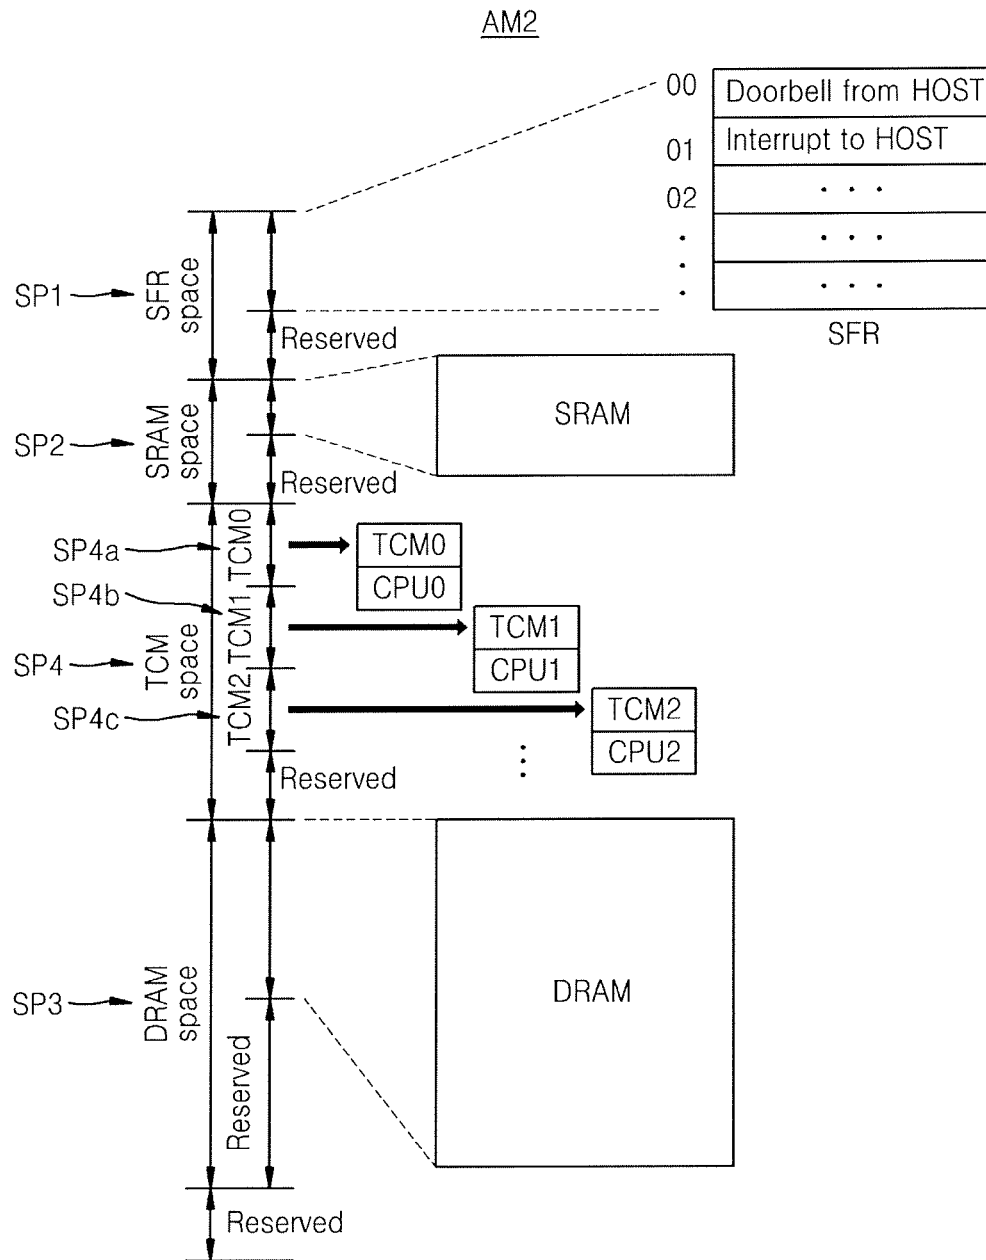 AM2
00
Doorbell from HOST
01
Interrupt to HOST
02
. . .
. . .
. . .
SFR
SP1
SFR
space
Reserved
SP2
SRAM
space
Reserved
SRAM
SP4a
TCM0
TCM0
CPU0
SP4b
TCM1
TCM1
CPU1
SP4
TCM
space
SP4c
TCM2
TCM2
CPU2
Reserved
SP3
DRAM
space
DRAM
Reserved
Reserved